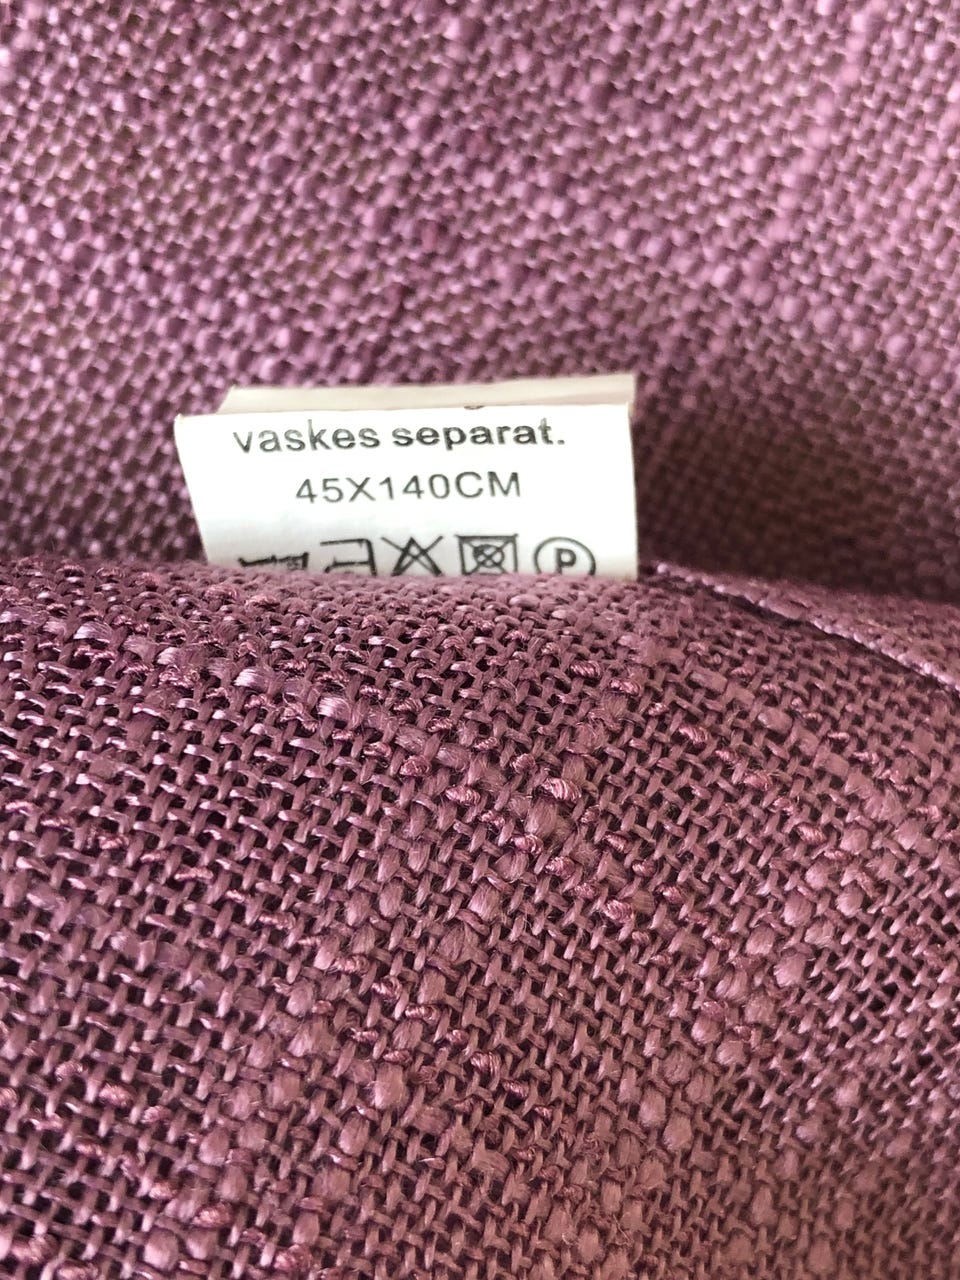 vaskes separat.
45X140CM
P